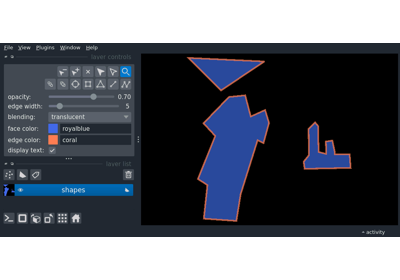 File View Plugins Window Help
layer controls
opacity: 0.70
edge width: 5
blending: translucent
face color: royalblue
edge color: coral
display text:
layer list
shapes
activity